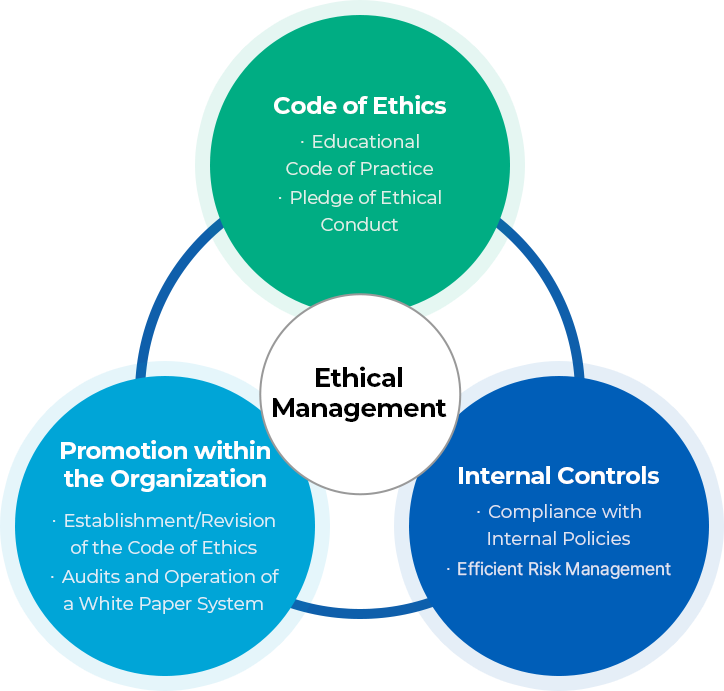 Code of Ethics
· Educational
Code of Practice
· Pledge of Ethical
Conduct
Ethical
Management
Promotion within
the Organization
· Establishment/Revision
of the Code of Ethics
· Audits and Operation of
a White Paper System
Internal Controls
· Compliance with
Internal Policies
· Efficient Risk Management